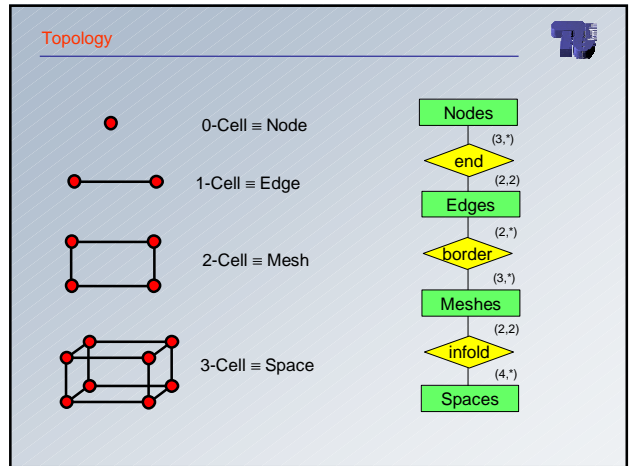 Topology
0-Cell ≡ Node
1-Cell ≡ Edge
2-Cell ≡ Mesh
3-Cell ≡ Space
Nodes
(3,*)
end
(2,2)
Edges
(2,*)
border
(3,*)
Meshes
(2,2)
infold
(4,*)
Spaces